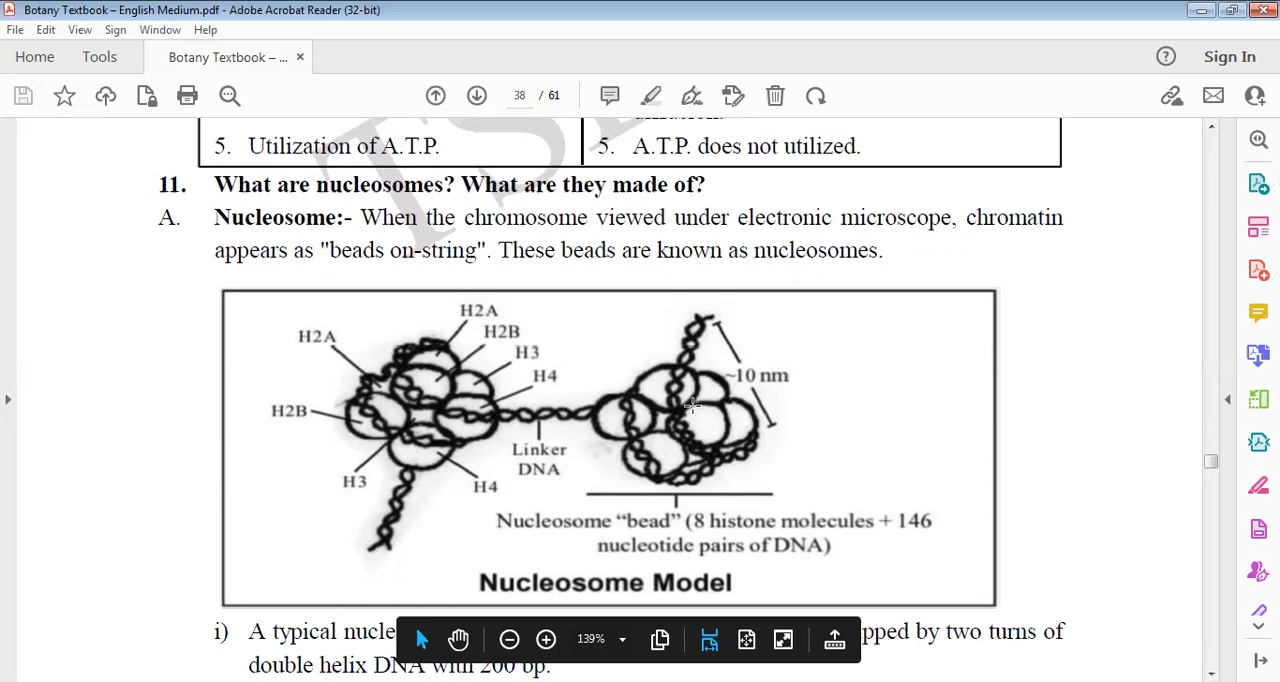 Botany Textbook – English Medium.pdf - Adobe Acrobat Reader (32-bit)
File Edit View Sign Window Help
Home Tools Botany Textbook – ... × Sign In
38 / 61
5. Utilization of A.T.P. 5. A.T.P. does not utilized.
11. What are nucleosomes? What are they made of?
A. Nucleosome:- When the chromosome viewed under electronic microscope, chromatin
appears as "beads on-string". These beads are known as nucleosomes.
H2A
H2A H2B
H3
H4
~10 nm
H2B
Linker
DNA
H3 H4
Nucleosome “bead” (8 histone molecules + 146
nucleotide pairs of DNA)
Nucleosome Model
i) A typical pped by two turns of
139%
double helix DNA with 200 bp.